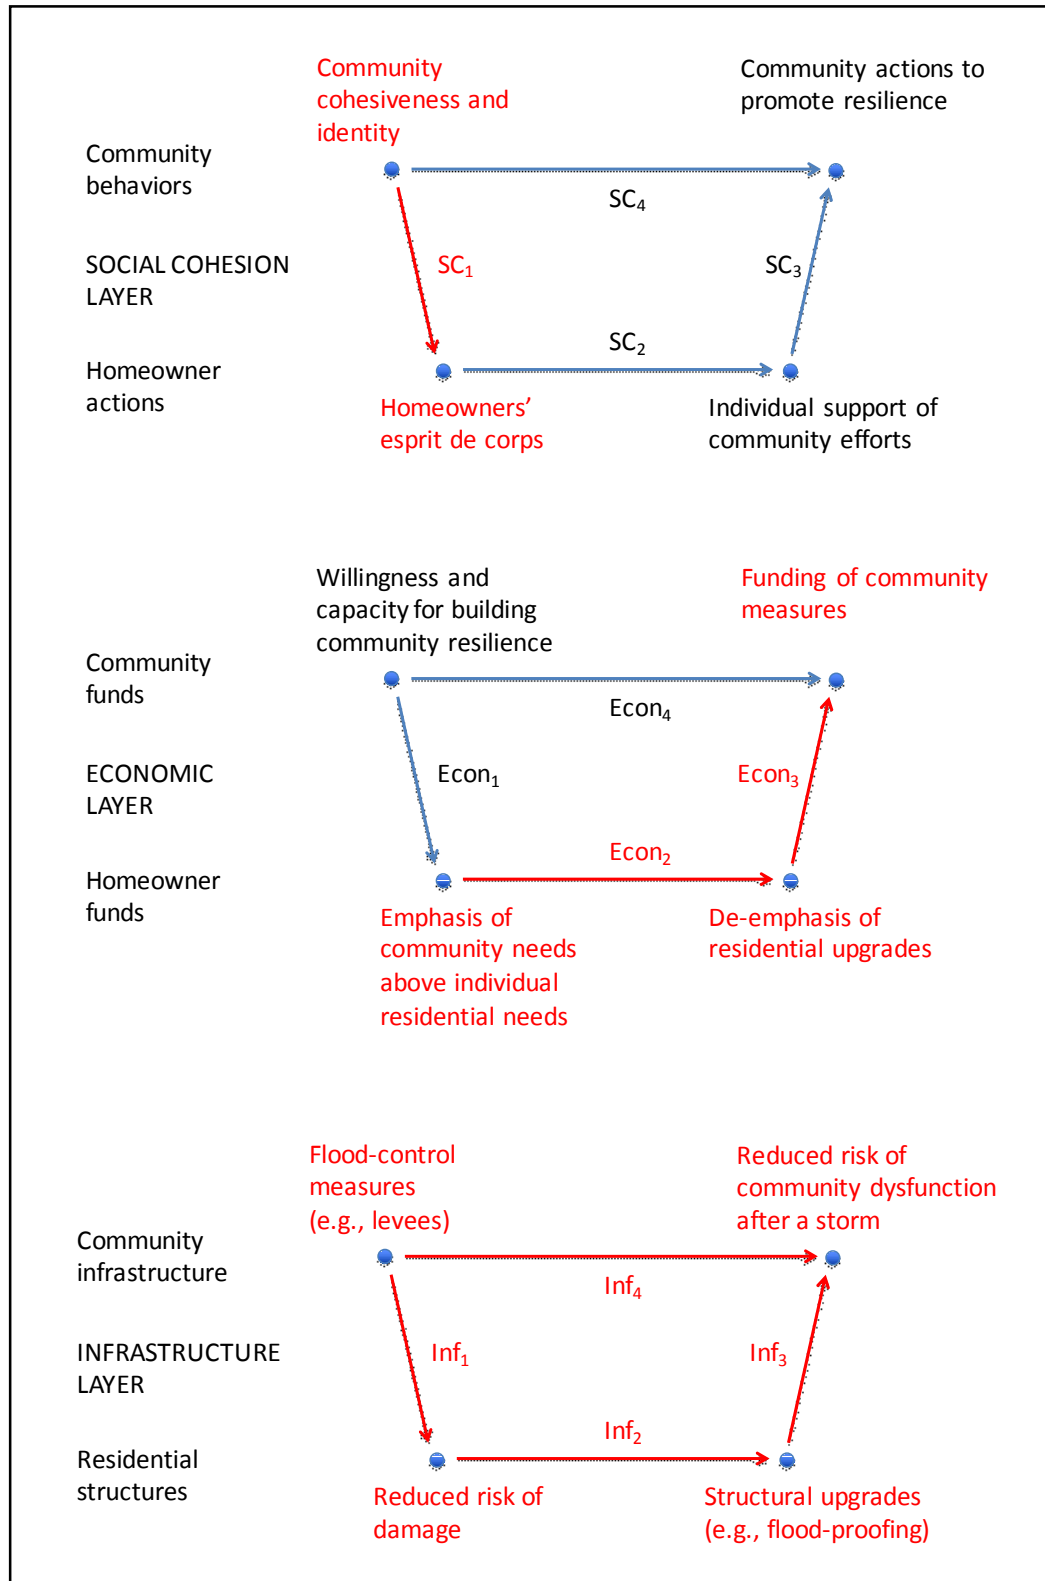 Community
cohesiveness and
identity
Community actions to
promote resilience
Community
behaviors
SC₄
SOCIAL COHESION
LAYER
SC₁
SC₃
SC₂
Homeowner
actions
Homeowners’
esprit de corps
Individual support of
community efforts
Willingness and
capacity for building
community resilience
Funding of community
measures
Community
funds
Econ₄
ECONOMIC
LAYER
Econ₁
Econ₃
Econ₂
Homeowner
funds
Emphasis of
community needs
above individual
residential needs
De-emphasis of
residential upgrades
Flood-control
measures
(e.g., levees)
Reduced risk of
community dysfunction
after a storm
Community
infrastructure
Inf₄
INFRASTRUCTURE
LAYER
Inf₁
Inf₃
Inf₂
Residential
structures
Reduced risk of
damage
Structural upgrades
(e.g., flood-proofing)